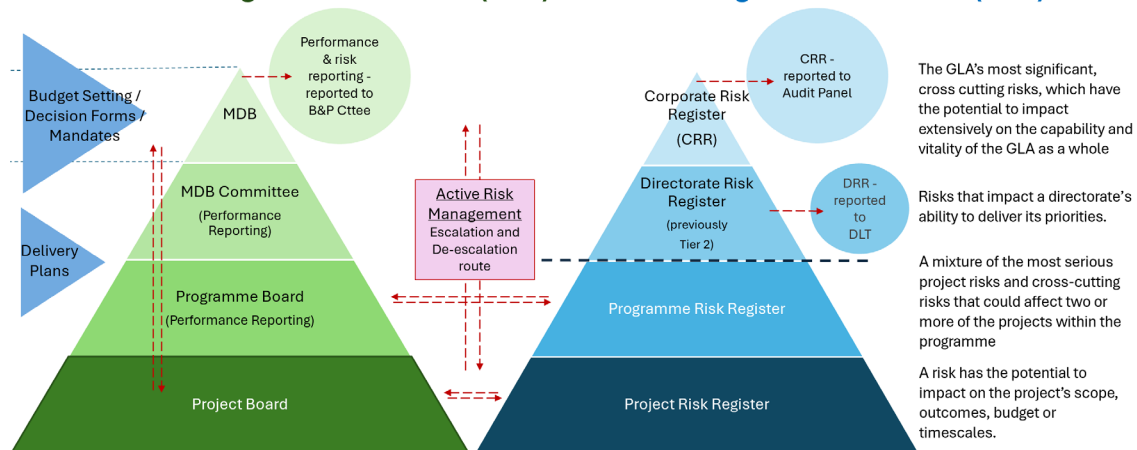 Performance
& risk
reporting -
reported to
B&P Cttee
Budget Setting /
Decision Forms /
Mandates
MDB
MDB Committee
(Performance
Reporting)
Delivery
Plans
Programme Board
(Performance Reporting)
Project Board
Active Risk
Management
Escalation and
De-escalation
route
CRR -
reported to
Audit Panel
Corporate Risk
Register
(CRR)
Directorate Risk
Register
(previously
Tier 2)
DRR -
reported
to
DLT
Programme Risk Register
Project Risk Register
The GLA’s most significant,
cross cutting risks, which have
the potential to impact
extensively on the capability and
vitality of the GLA as a whole
Risks that impact a directorate’s
ability to deliver its priorities.
A mixture of the most serious
project risks and cross-cutting
risks that could affect two or
more of the projects within the
programme
A risk has the potential to
impact on the project’s scope,
outcomes, budget or
timescales.